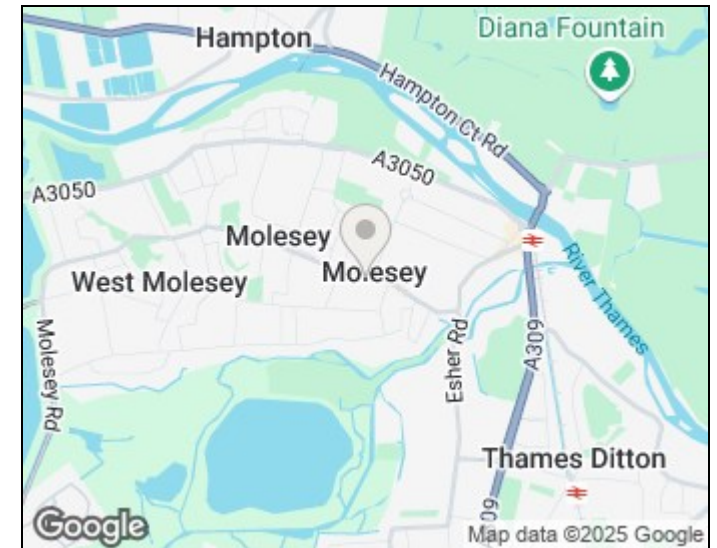 Hampton
Diana Fountain
Hampton Ct Rd
A3050
A3050
Molesey
Molesey
West Molesey
River Thames
Molesey Rd
Esher Rd
A309
Thames Ditton
Google
Map data ©2025 Google